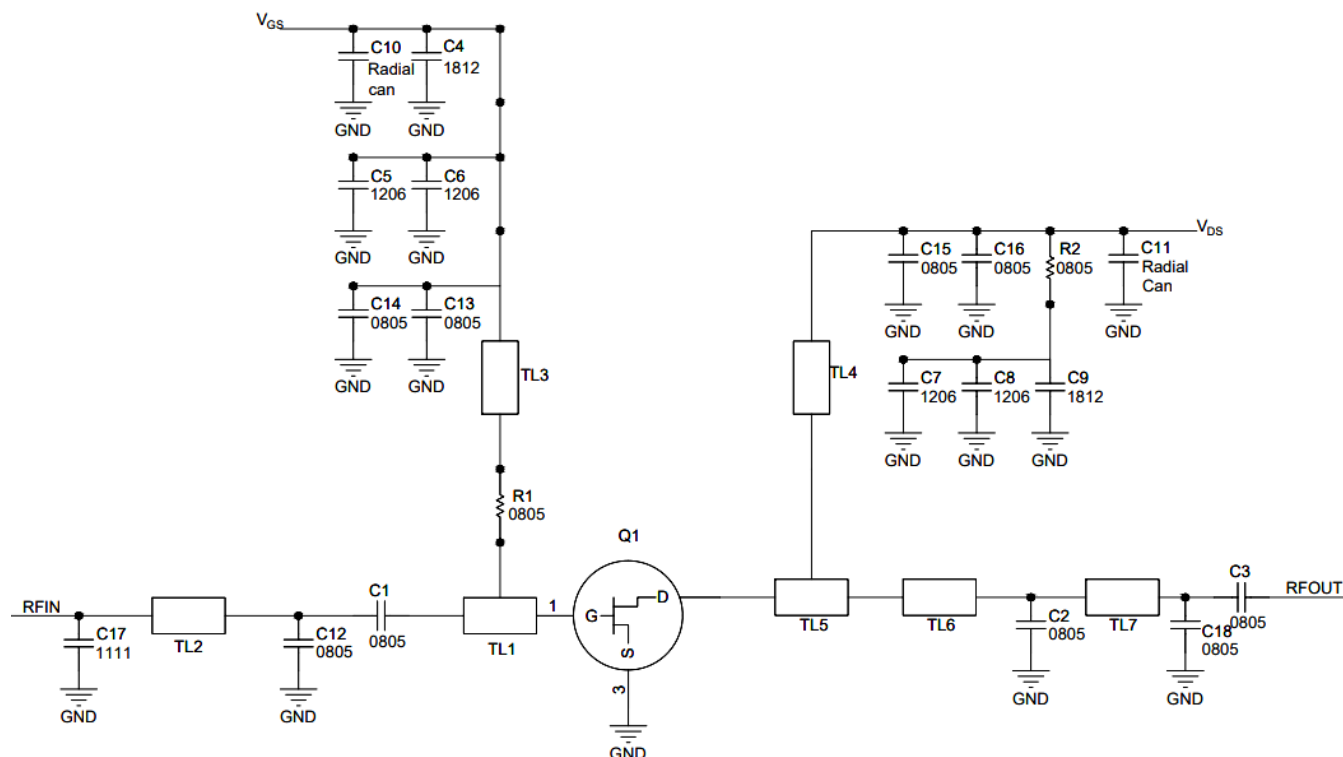 VGS
C10
Radial
can
C4
1812
GND
GND
C5
1206
C6
1206
GND
GND
C14
0805
C13
0805
GND
GND
TL3
R1
0805
VDS
C15
0805
C16
0805
R2
0805
C11
Radial
Can
GND
GND
GND
TL4
C7
1206
C8
1206
C9
1812
GND
GND
GND
Q1
RFIN
C17
1111
GND
TL2
C12
0805
GND
C1
0805
TL1
1
G
D
S
3
GND
TL5
TL6
C2
0805
GND
TL7
C18
0805
GND
C3
0805
RFOUT